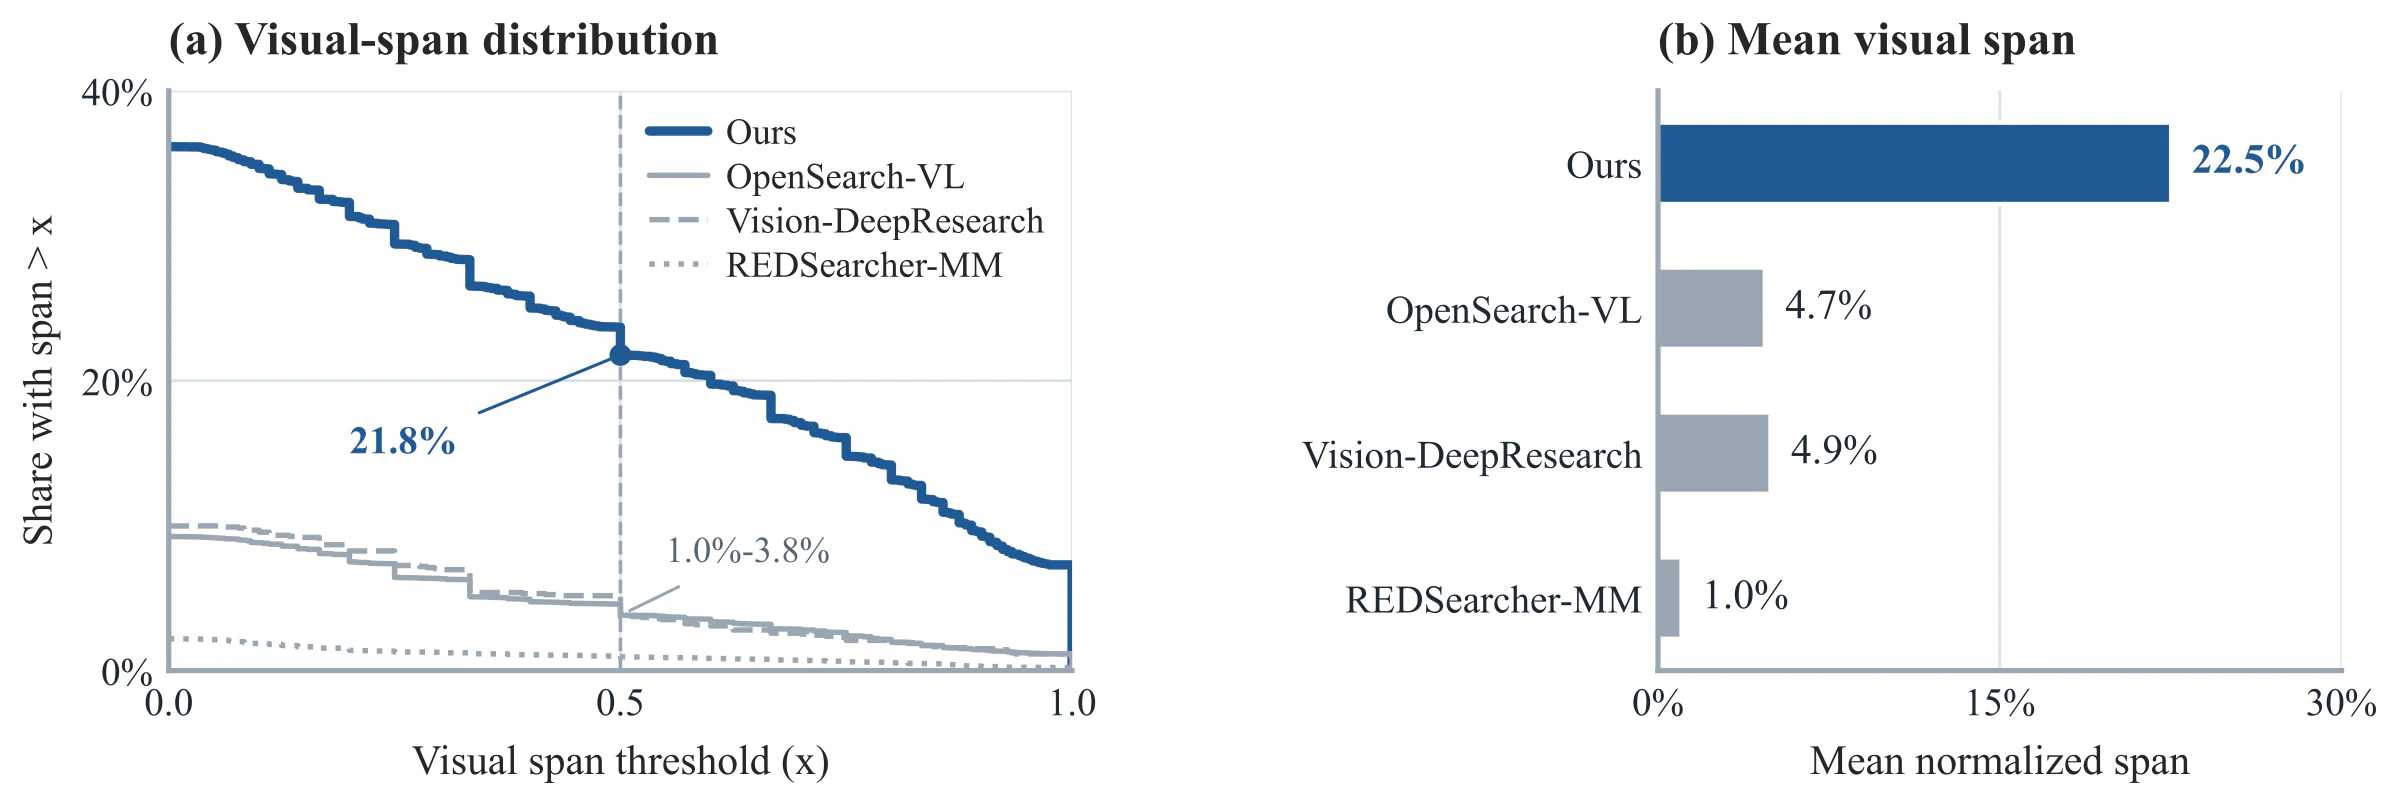 (a) Visual-span distribution
40%
20%
0%
0.0
0.5
1.0
Share with span > x
Visual span threshold (x)
Ours
OpenSearch-VL
Vision-DeepResearch
REDSearcher-MM
21.8%
1.0%-3.8%
(b) Mean visual span
Ours
22.5%
OpenSearch-VL
4.7%
Vision-DeepResearch
4.9%
REDSearcher-MM
1.0%
0%
15%
30%
Mean normalized span